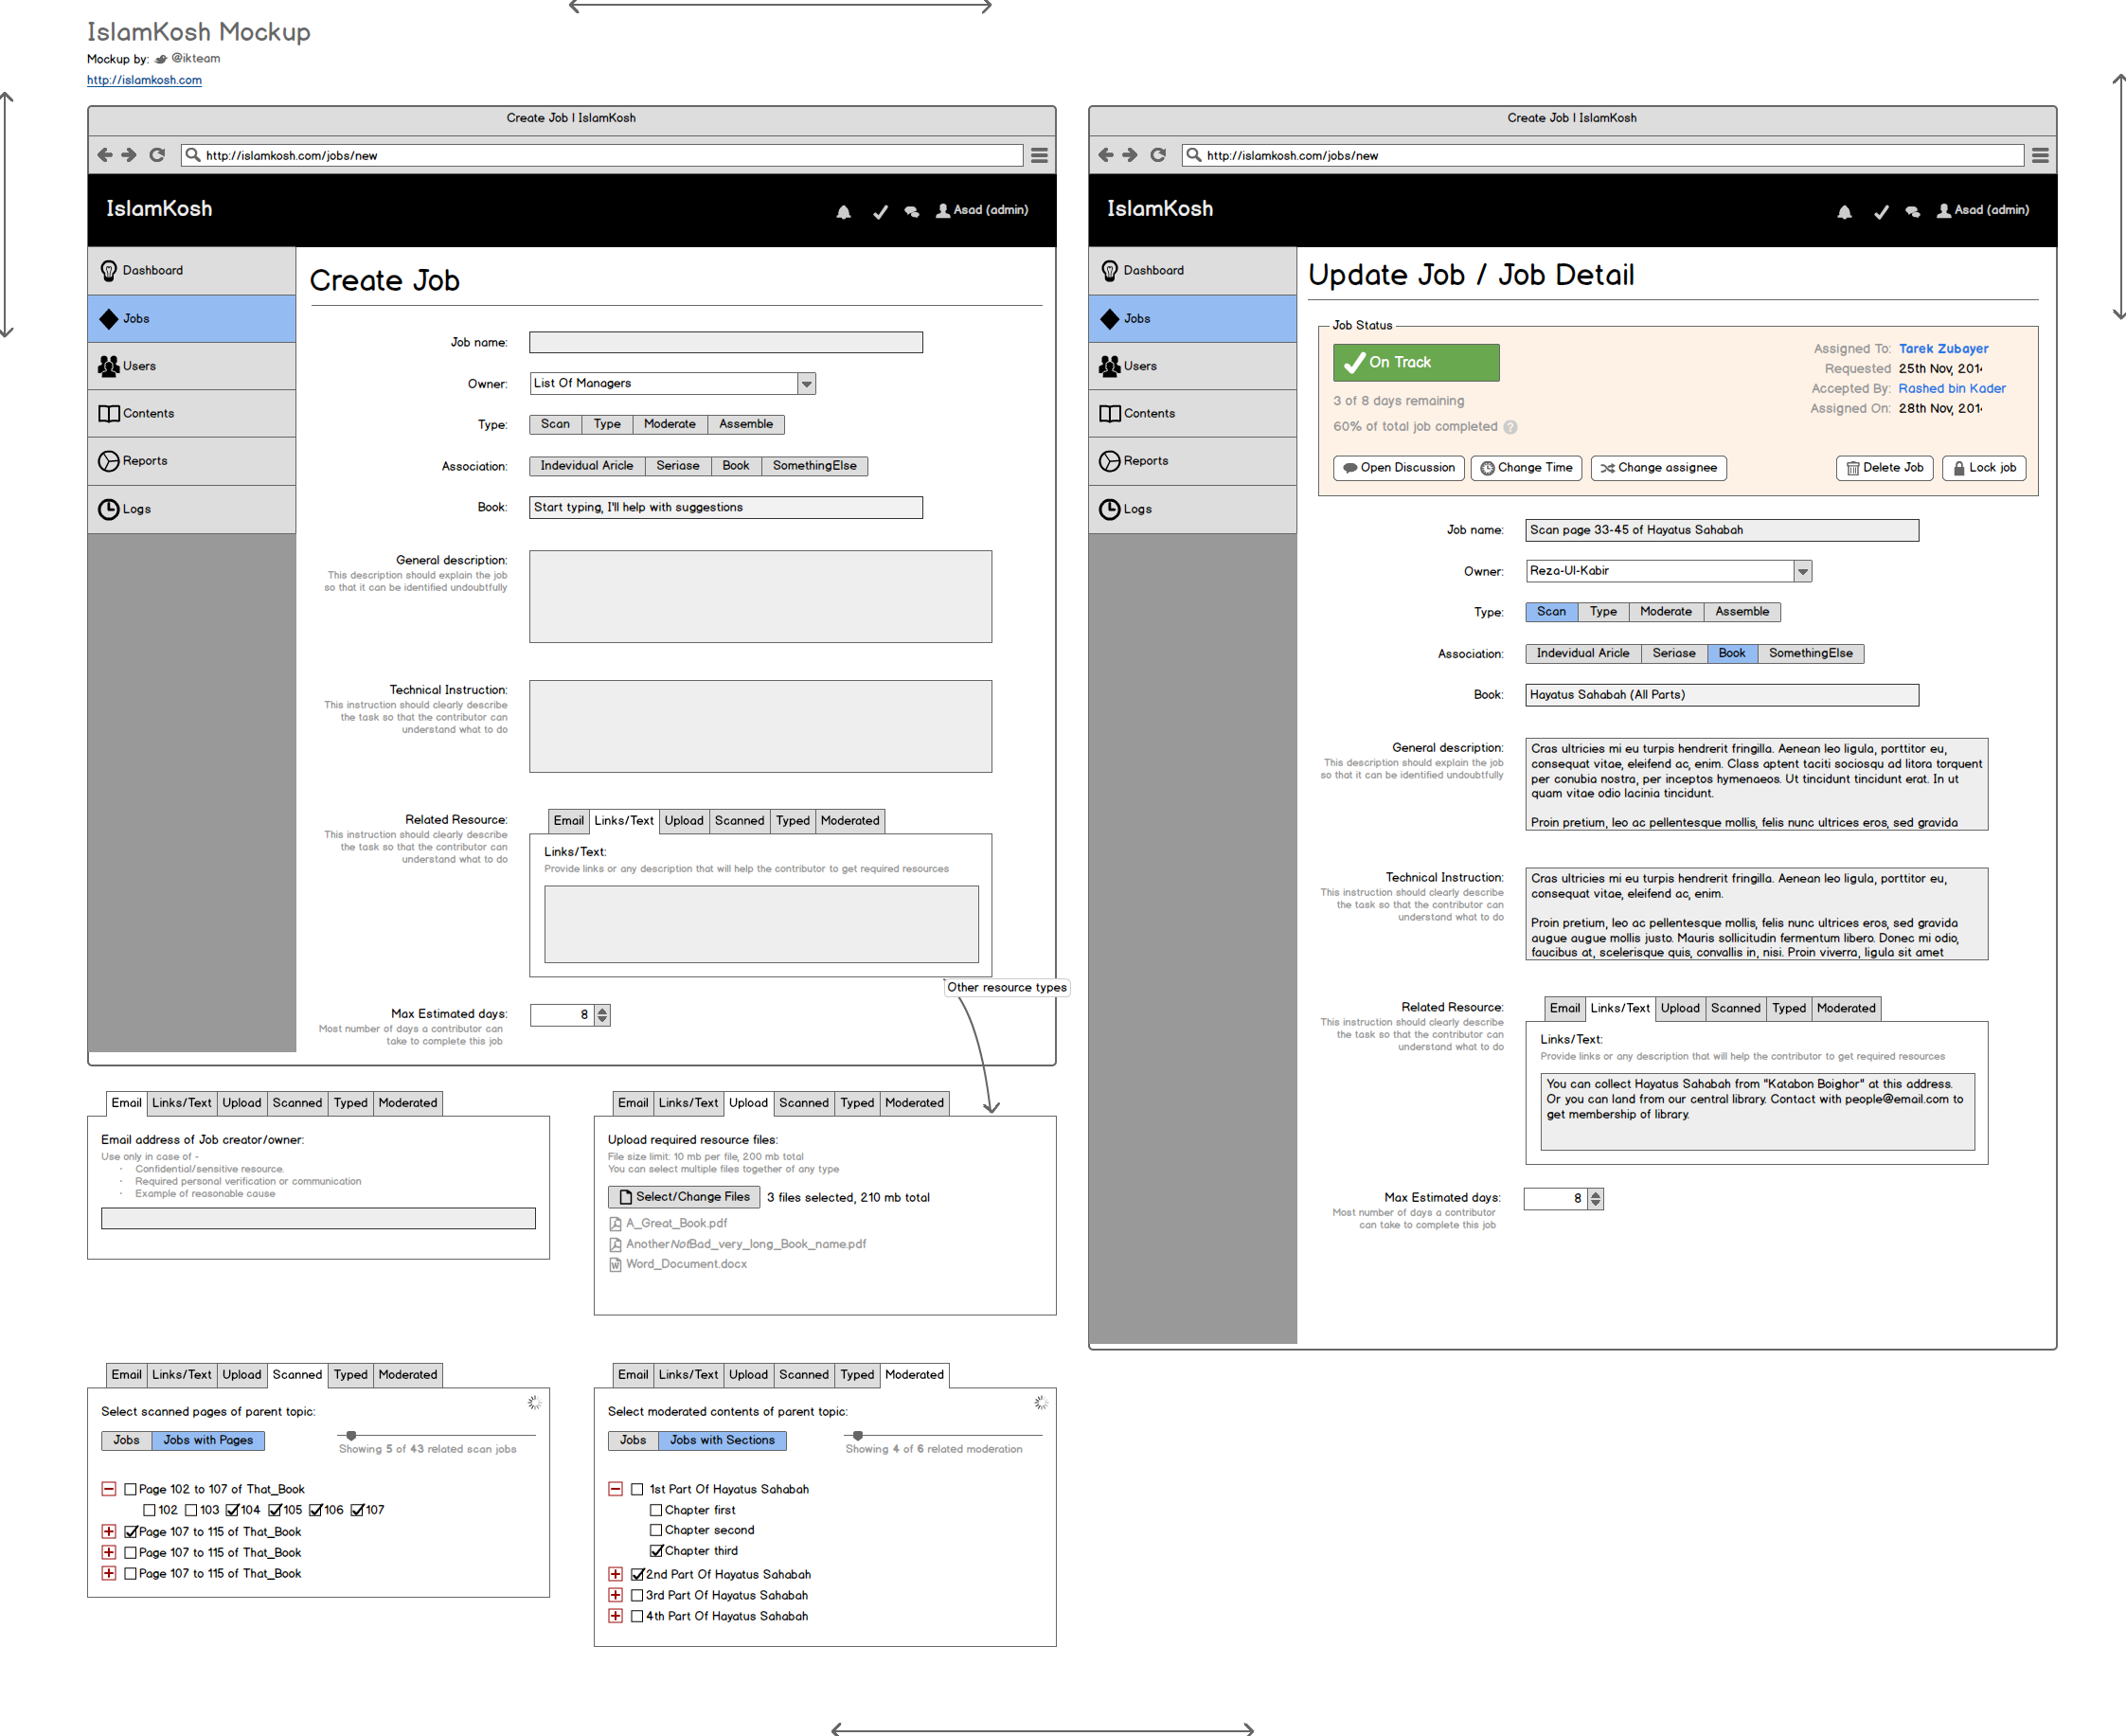 IslamKosh Mockup
Mockup by: @ikteam
http://islamkosh.com
Create Job | IslamKosh
http://islamkosh.com/jobs/new
IslamKosh
Asad (admin)
Dashboard
Jobs
Users
Contents
Reports
Logs
Create Job
Job name:
Owner: List Of Managers
Type: Scan Type Moderate Assemble
Association: Indevidual Aricle Seriase Book SomethingElse
Book: Start typing, I'll help with suggestions
General description:
This description should explain the job
so that it can be identified undoubtfully
Technical Instruction:
This instruction should clearly describe
the task so that the contributor can
understand what to do
Related Resource:
This instruction should clearly describe
the task so that the contributor can
understand what to do
Email Links/Text Upload Scanned Typed Moderated
Links/Text:
Provide links or any description that will help the contributor to get required resources
Other resource types
Max Estimated days: 8
Most number of days a contributor can
take to complete this job
Email Links/Text Upload Scanned Typed Moderated
Email address of Job creator/owner:
Use only in case of -
· Confidential/sensitive resource.
· Required personal verification or communication
· Example of reasonable cause
Email Links/Text Upload Scanned Typed Moderated
Upload required resource files:
File size limit: 10 mb per file, 200 mb total
You can select multiple files together of any type
Select/Change Files 3 files selected, 210 mb total
A_Great_Book.pdf
AnotherNotBad_very_long_Book_name.pdf
Word_Document.docx
Email Links/Text Upload Scanned Typed Moderated
Select scanned pages of parent topic:
Jobs Jobs with Pages
Showing 5 of 43 related scan jobs
Page 102 to 107 of That_Book
102 103 104 105 106 107
Page 107 to 115 of That_Book
Page 107 to 115 of That_Book
Page 107 to 115 of That_Book
Email Links/Text Upload Scanned Typed Moderated
Select moderated contents of parent topic:
Jobs Jobs with Sections
Showing 4 of 6 related moderation
1st Part Of Hayatus Sahabah
Chapter first
Chapter second
Chapter third
2nd Part Of Hayatus Sahabah
3rd Part Of Hayatus Sahabah
4th Part Of Hayatus Sahabah
Create Job | IslamKosh
http://islamkosh.com/jobs/new
IslamKosh
Asad (admin)
Dashboard
Jobs
Users
Contents
Reports
Logs
Update Job / Job Detail
Job Status
On Track
3 of 8 days remaining
60% of total job completed ?
Assigned To: Tarek Zubayer
Requested 25th Nov, 201
Accepted By: Rashed bin Kader
Assigned On: 28th Nov, 201
Open Discussion Change Time Change assignee Delete Job Lock job
Job name: Scan page 33-45 of Hayatus Sahabah
Owner: Reza-Ul-Kabir
Type: Scan Type Moderate Assemble
Association: Indevidual Aricle Seriase Book SomethingElse
Book: Hayatus Sahabah (All Parts)
General description:
This description should explain the job
so that it can be identified undoubtfully
Cras ultricies mi eu turpis hendrerit fringilla. Aenean leo ligula, porttitor eu,
consequat vitae, eleifend ac, enim. Class aptent taciti sociosqu ad litora torquent
per conubia nostra, per inceptos hymenaeos. Ut tincidunt tincidunt erat. In ut
quam vitae odio lacinia tincidunt.
Proin pretium, leo ac pellentesque mollis, felis nunc ultrices eros, sed gravida
Technical Instruction:
This instruction should clearly describe
the task so that the contributor can
understand what to do
Cras ultricies mi eu turpis hendrerit fringilla. Aenean leo ligula, porttitor eu,
consequat vitae, eleifend ac, enim.
Proin pretium, leo ac pellentesque mollis, felis nunc ultrices eros, sed gravida
augue augue mollis justo. Mauris sollicitudin fermentum libero. Donec mi odio,
faucibus at, scelerisque quis, convallis in, nisi. Proin viverra, ligula sit amet
Related Resource:
This instruction should clearly describe
the task so that the contributor can
understand what to do
Email Links/Text Upload Scanned Typed Moderated
Links/Text:
Provide links or any description that will help the contributor to get required resources
You can collect Hayatus Sahabah from "Katabon Boighor" at this address.
Or you can land from our central library. Contact with people@email.com to
get membership of library.
Max Estimated days: 8
Most number of days a contributor
can take to complete this job